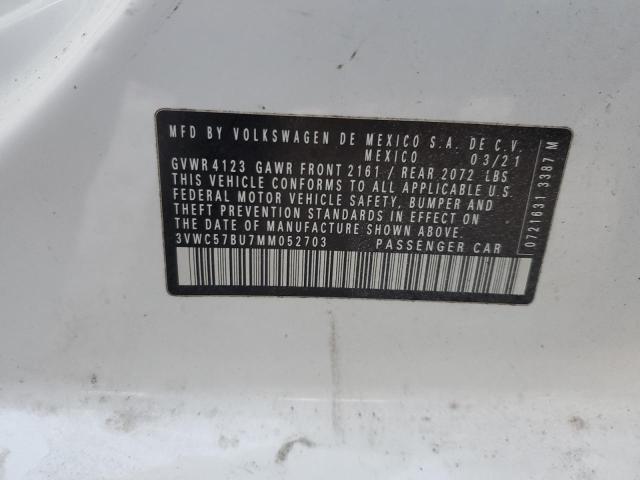 MFD BY VOLKSWAGEN DE MEXICO S.A. DE C.V.
MEXICO 03/21
GVWR 4123 GAWR FRONT 2161 / REAR 2072 LBS
THIS VEHICLE CONFORMS TO ALL APPLICABLE U.S.
FEDERAL MOTOR VEHICLE SAFETY, BUMPER AND
THEFT PREVENTION STANDARDS IN EFFECT ON
THE DATE OF MANUFACTURE SHOWN ABOVE.
3VWC57BU7MM052703 PASSENGER CAR
0721631 3387 M